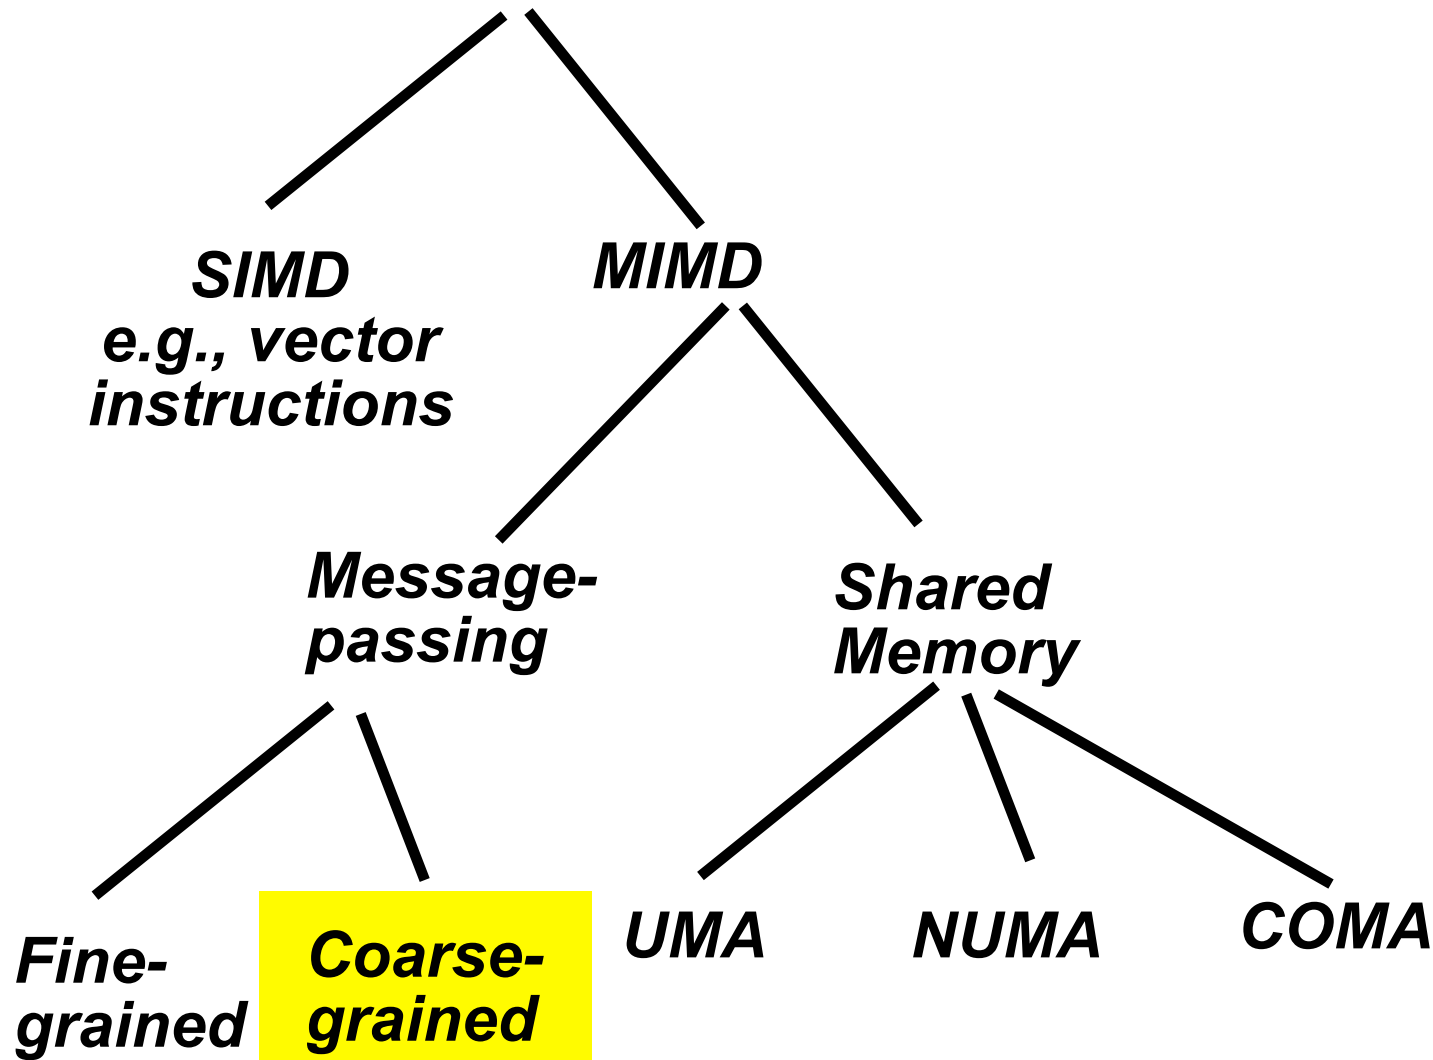 SIMD
e.g., vector
instructions
MIMD
Message-
passing
Shared
Memory
Fine-
grained
Coarse-
grained
UMA
NUMA
COMA